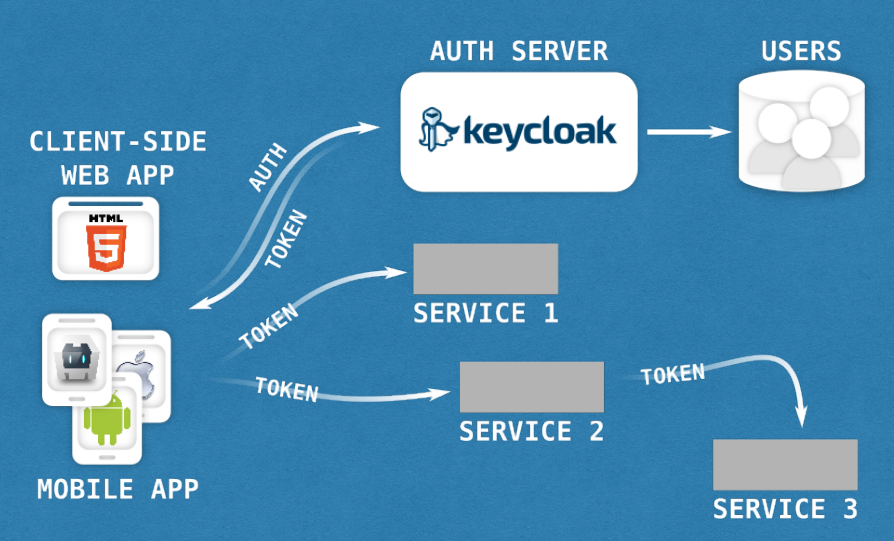 AUTH SERVER
USERS
keycloak
CLIENT-SIDE
WEB APP
HTML
5
AUTH
TOKEN
TOKEN
SERVICE 1
TOKEN
TOKEN
SERVICE 2
MOBILE APP
SERVICE 3